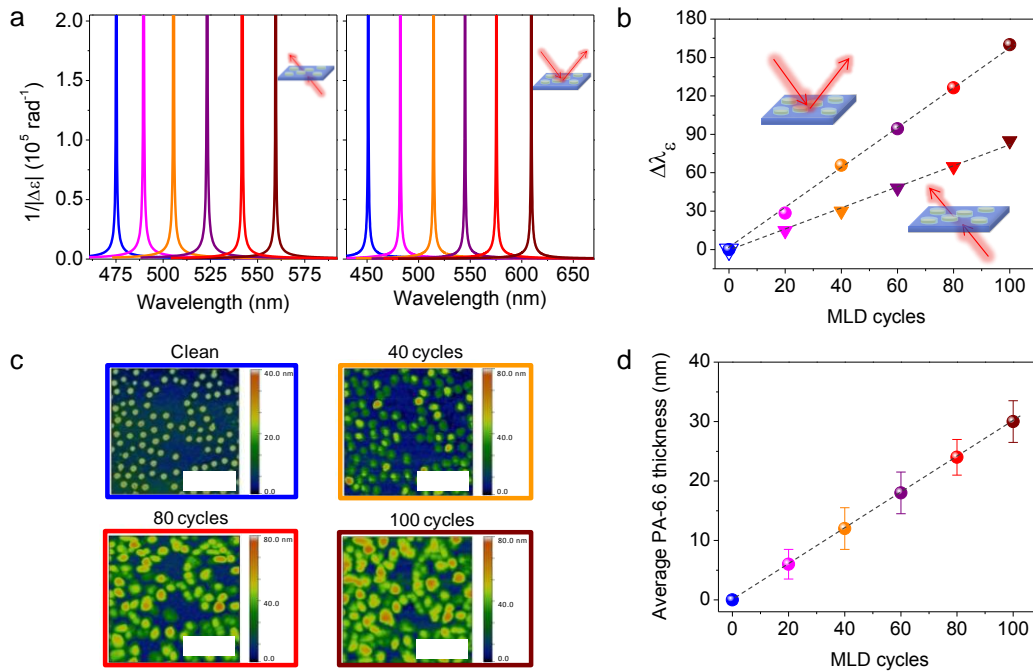 a
2.0
1.5
1.0
0.5
0.0
1/|Δε| (10⁵ rad⁻¹)
475 500 525 550 575
Wavelength (nm)
450 500 550 600 650
Wavelength (nm)
b
180
150
120
90
60
30
0
Δλε
0 20 40 60 80 100
MLD cycles
c
Clean
40.0 nm
20.0
0.0
40 cycles
80.0 nm
40.0
0.0
80 cycles
80.0 nm
40.0
0.0
100 cycles
80.0 nm
40.0
0.0
d
40
30
20
10
0
Average PA-6.6 thickness (nm)
0 20 40 60 80 100
MLD cycles